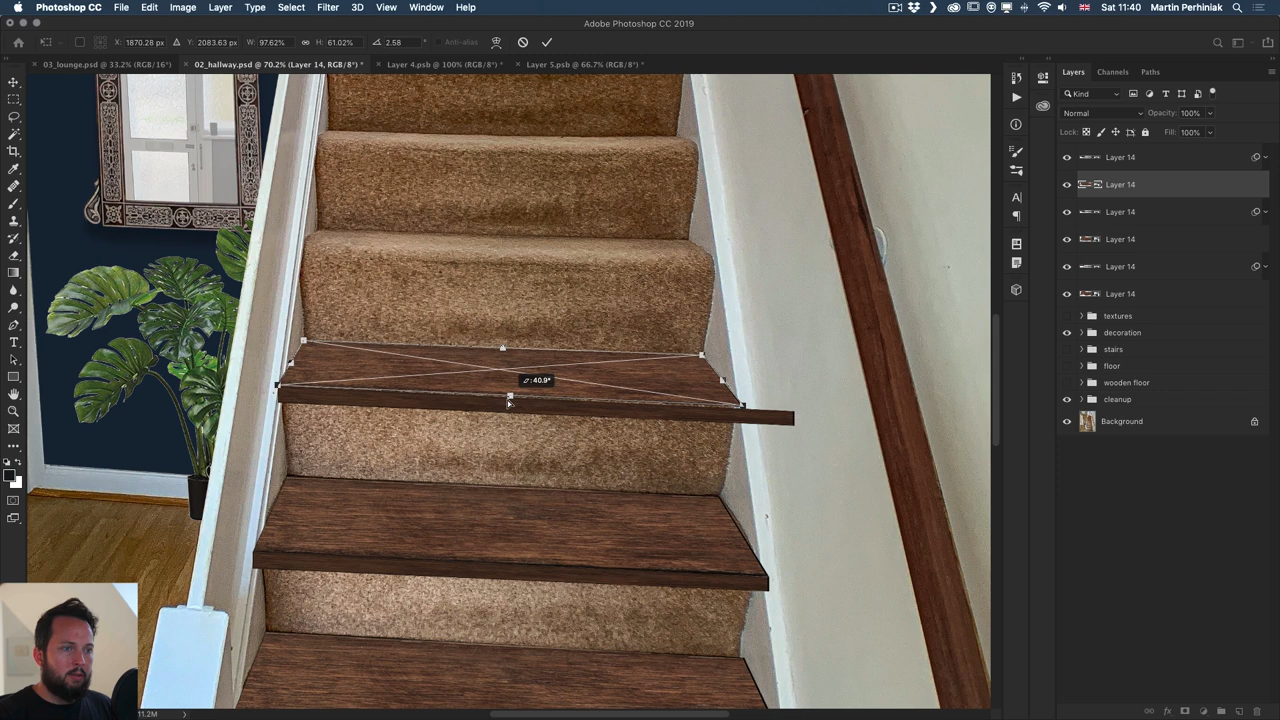 Photoshop CC File Edit Image Layer Type Select Filter 3D View Window Help Sat 11:40 Martin Perhiniak
Adobe Photoshop CC 2019
X: 1870.28 px Y: 2083.63 px W: 97.62% H: 61.02% 2.58 ° Anti-alias
03_lounge.psd @ 33.2% (RGB/16*) 02_hallway.psd @ 70.2% (Layer 14, RGB/8*) * Layer 4.psb @ 100% (RGB/8*) * Layer 5.psb @ 66.7% (RGB/8) *
Layers Channels Paths
Kind
Normal Opacity: 100%
Lock: Fill: 100%
Layer 14
Layer 14
Layer 14
Layer 14
Layer 14
Layer 14
textures
decoration
stairs
floor
wooden floor
cleanup
Background
: 40.9°
11.2M